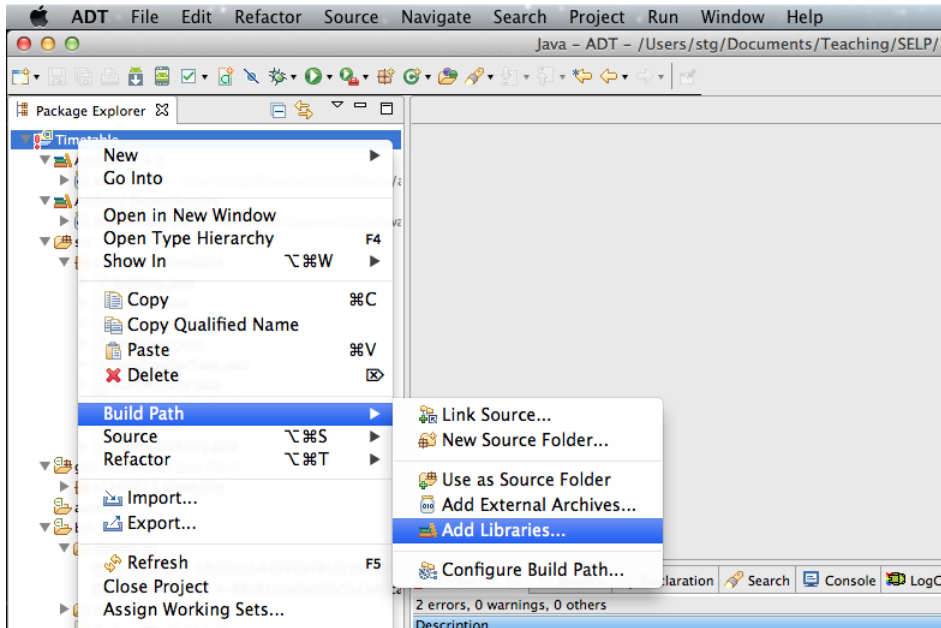 ADT File Edit Refactor Source Navigate Search Project Run Window Help
Java – ADT – /Users/stg/Documents/Teaching/SELP/
Package Explorer
Timetable
New
Go Into
Open in New Window
Open Type Hierarchy F4
Show In ⌥⌘W
Copy ⌘C
Copy Qualified Name
Paste ⌘V
Delete ⌦
Build Path
Source ⌥⌘S
Refactor ⌥⌘T
Import...
Export...
Refresh F5
Close Project
Assign Working Sets...
Link Source...
New Source Folder...
Use as Source Folder
Add External Archives...
Add Libraries...
Configure Build Path...
claration Search Console LogC
2 errors, 0 warnings, 0 others
Description